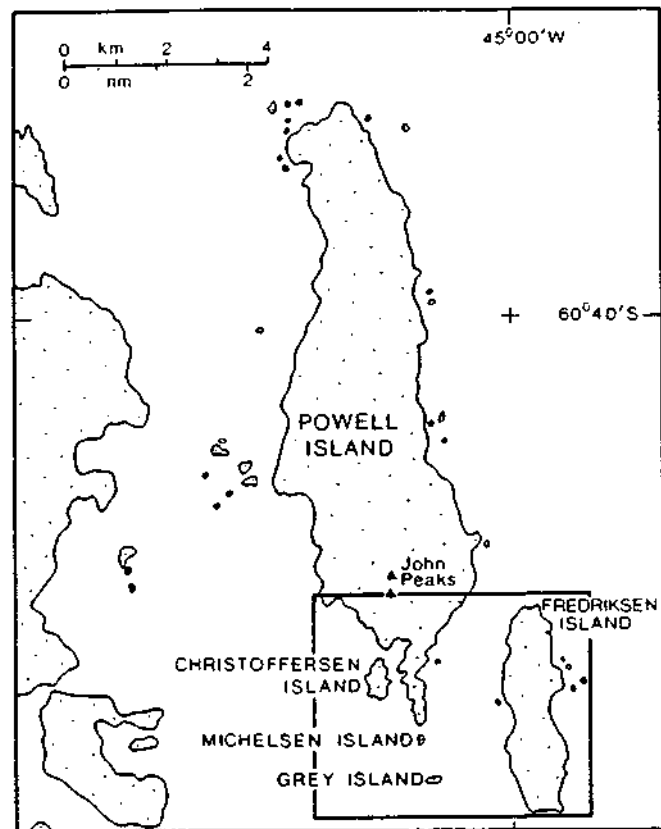 0 km 2 4
0 nm 2
45°00'W
60°40'S
POWELL
ISLAND
John
Peaks
FREDRIKSEN
ISLAND
CHRISTOFFERSEN
ISLAND
MICHELSEN ISLAND
GREY ISLAND